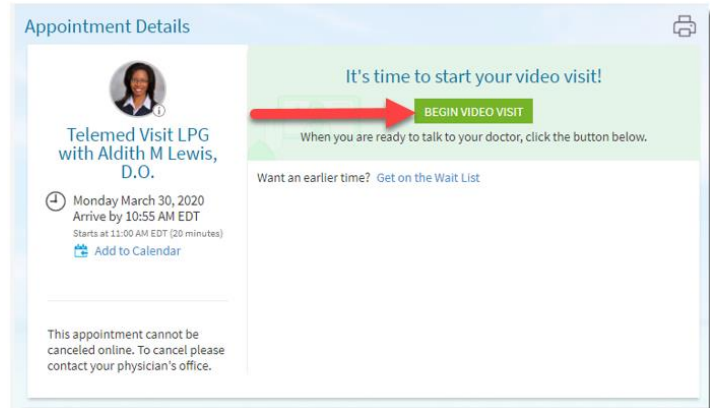 Appointment Details
Telemed Visit LPG
with Aldith M Lewis,
D.O.
Monday March 30, 2020
Arrive by 10:55 AM EDT
Starts at 11:00 AM EDT (20 minutes)
Add to Calendar
This appointment cannot be
canceled online. To cancel please
contact your physician's office.
It's time to start your video visit!
BEGIN VIDEO VISIT
When you are ready to talk to your doctor, click the button below.
Want an earlier time? Get on the Wait List